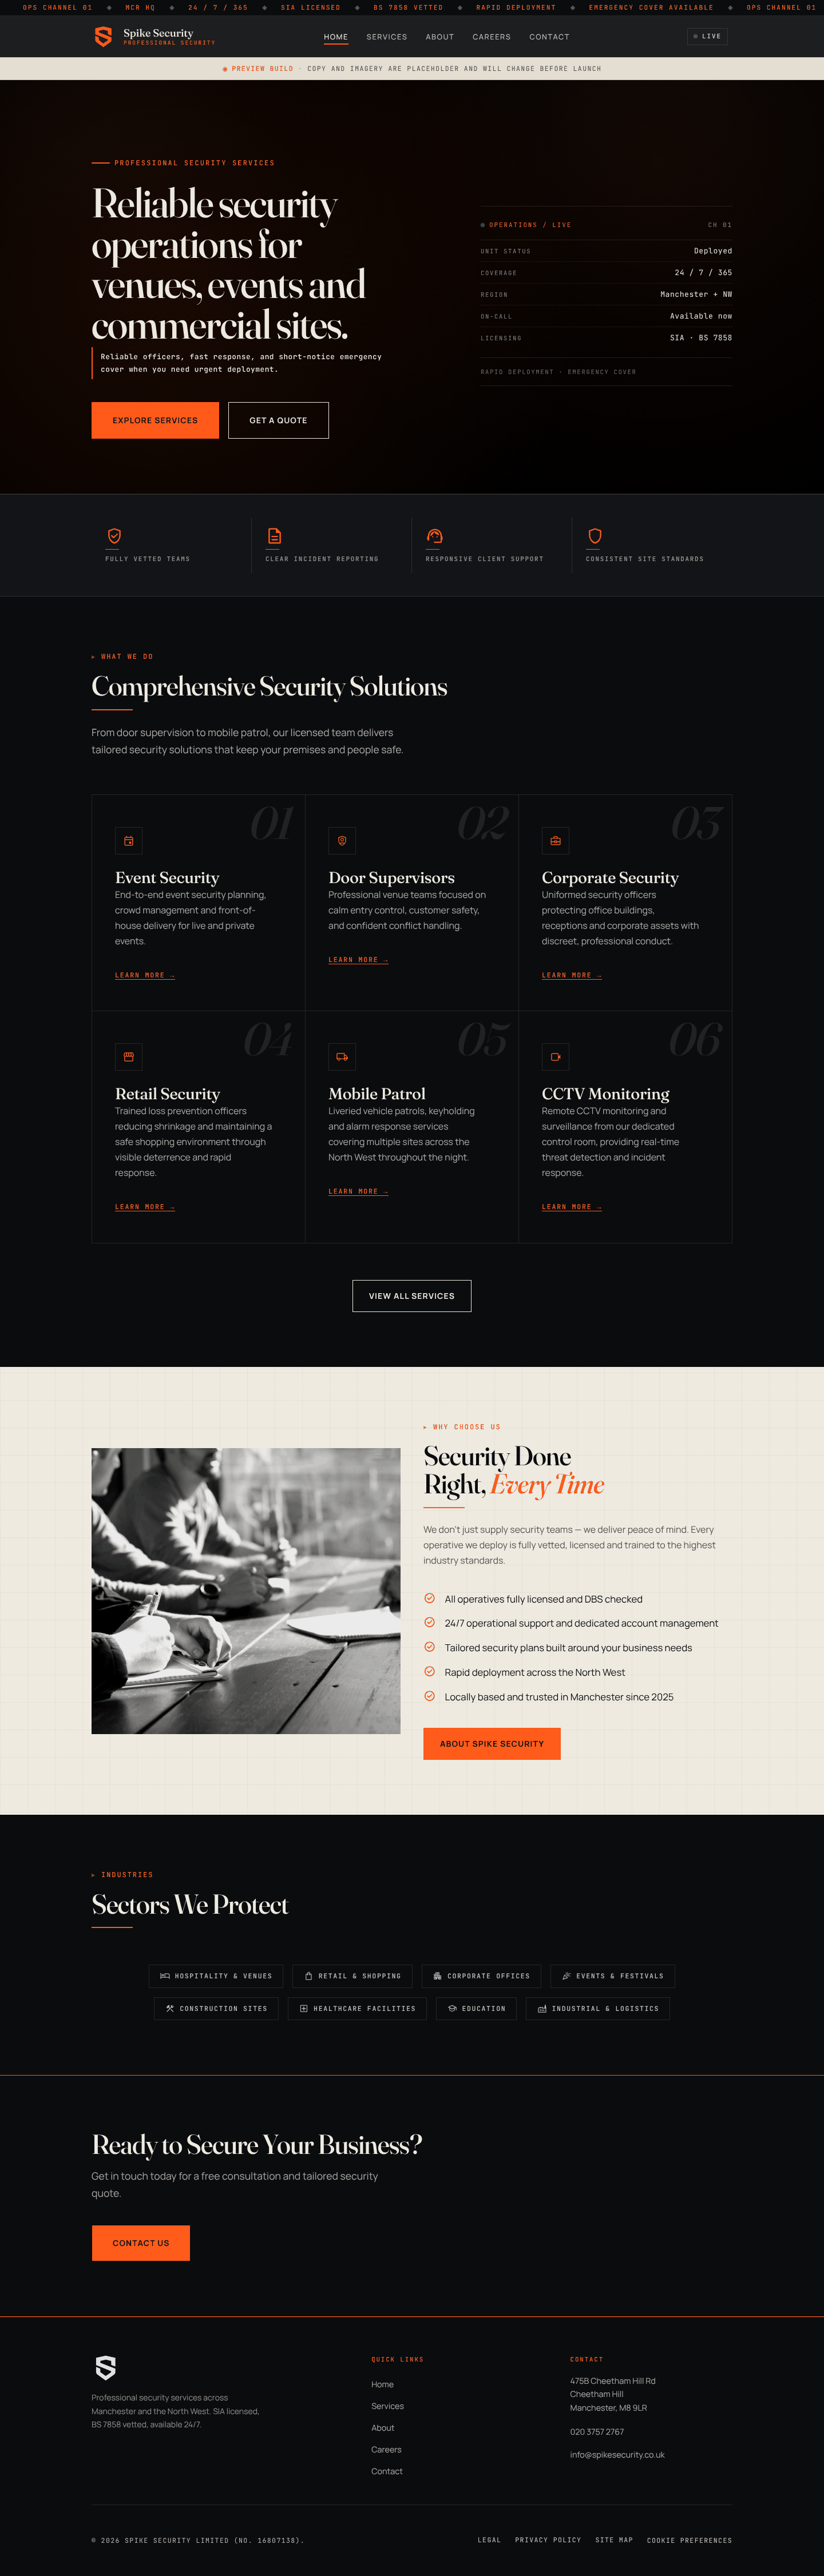 OPS CHANNEL 01 ◆ MCR HQ ◆ 24 / 7 / 365 ◆ SIA LICENSED ◆ BS 7858 VETTED ◆ RAPID DEPLOYMENT ◆ EMERGENCY COVER AVAILABLE ◆ OPS CHANNEL 01
Spike Security
PROFESSIONAL SECURITY
HOME SERVICES ABOUT CAREERS CONTACT
LIVE
PREVIEW BUILD · COPY AND IMAGERY ARE PLACEHOLDER AND WILL CHANGE BEFORE LAUNCH
PROFESSIONAL SECURITY SERVICES
Reliable security
operations for
venues, events and
commercial sites.
Reliable officers, fast response, and short-notice emergency
cover when you need urgent deployment.
EXPLORE SERVICES
GET A QUOTE
OPERATIONS / LIVE CH 01
UNIT STATUS Deployed
COVERAGE 24 / 7 / 365
REGION Manchester + NW
ON-CALL Available now
LICENSING SIA · BS 7858
RAPID DEPLOYMENT · EMERGENCY COVER
FULLY VETTED TEAMS
CLEAR INCIDENT REPORTING
RESPONSIVE CLIENT SUPPORT
CONSISTENT SITE STANDARDS
WHAT WE DO
Comprehensive Security Solutions
From door supervision to mobile patrol, our licensed team delivers
tailored security solutions that keep your premises and people safe.
01
Event Security
End-to-end event security planning,
crowd management and front-of-
house delivery for live and private
events.
LEARN MORE →
02
Door Supervisors
Professional venue teams focused on
calm entry control, customer safety,
and confident conflict handling.
LEARN MORE →
03
Corporate Security
Uniformed security officers
protecting office buildings,
receptions and corporate assets with
discreet, professional conduct.
LEARN MORE →
04
Retail Security
Trained loss prevention officers
reducing shrinkage and maintaining a
safe shopping environment through
visible deterrence and rapid
response.
LEARN MORE →
05
Mobile Patrol
Liveried vehicle patrols, keyholding
and alarm response services
covering multiple sites across the
North West throughout the night.
LEARN MORE →
06
CCTV Monitoring
Remote CCTV monitoring and
surveillance from our dedicated
control room, providing real-time
threat detection and incident
response.
LEARN MORE →
VIEW ALL SERVICES
WHY CHOOSE US
Security Done
Right, Every Time
We don't just supply security teams — we deliver peace of mind. Every
operative we deploy is fully vetted, licensed and trained to the highest
industry standards.
All operatives fully licensed and DBS checked
24/7 operational support and dedicated account management
Tailored security plans built around your business needs
Rapid deployment across the North West
Locally based and trusted in Manchester since 2025
ABOUT SPIKE SECURITY
INDUSTRIES
Sectors We Protect
HOSPITALITY & VENUES
RETAIL & SHOPPING
CORPORATE OFFICES
EVENTS & FESTIVALS
CONSTRUCTION SITES
HEALTHCARE FACILITIES
EDUCATION
INDUSTRIAL & LOGISTICS
Ready to Secure Your Business?
Get in touch today for a free consultation and tailored security
quote.
CONTACT US
Professional security services across
Manchester and the North West. SIA licensed,
BS 7858 vetted, available 24/7.
QUICK LINKS
Home
Services
About
Careers
Contact
CONTACT
475B Cheetham Hill Rd
Cheetham Hill
Manchester, M8 9LR
020 3757 2767
info@spikesecurity.co.uk
© 2026 SPIKE SECURITY LIMITED (NO. 16807138).
LEGAL PRIVACY POLICY SITE MAP COOKIE PREFERENCES